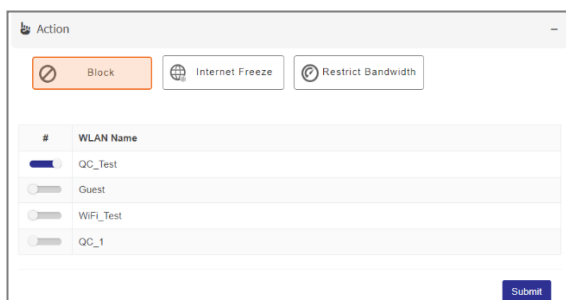 Action
Block
Internet Freeze
Restrict Bandwidth
# WLAN Name
QC_Test
Guest
WiFi_Test
QC_1
Submit